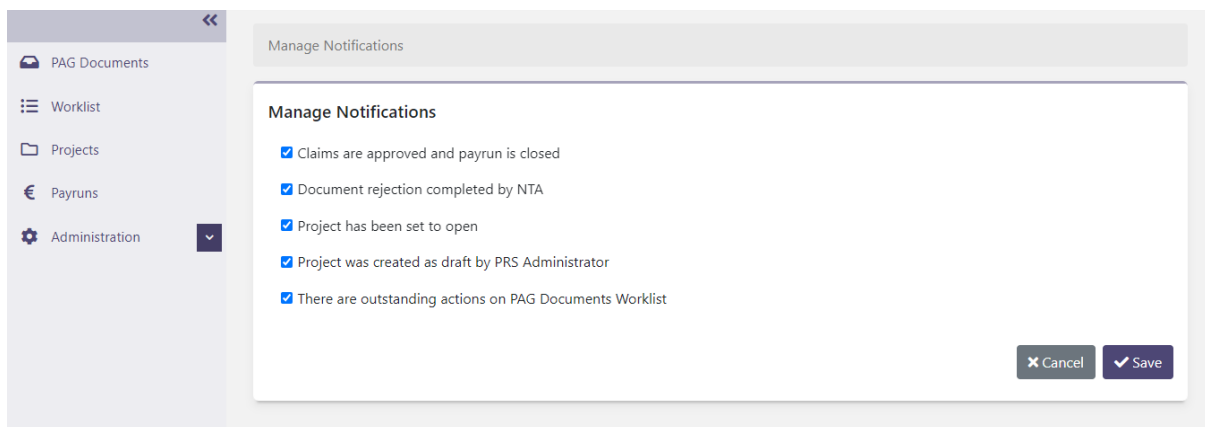 PAG Documents
Worklist
Projects
€ Payruns
Administration
Manage Notifications
Manage Notifications
Claims are approved and payrun is closed
Document rejection completed by NTA
Project has been set to open
Project was created as draft by PRS Administrator
There are outstanding actions on PAG Documents Worklist
Cancel
Save